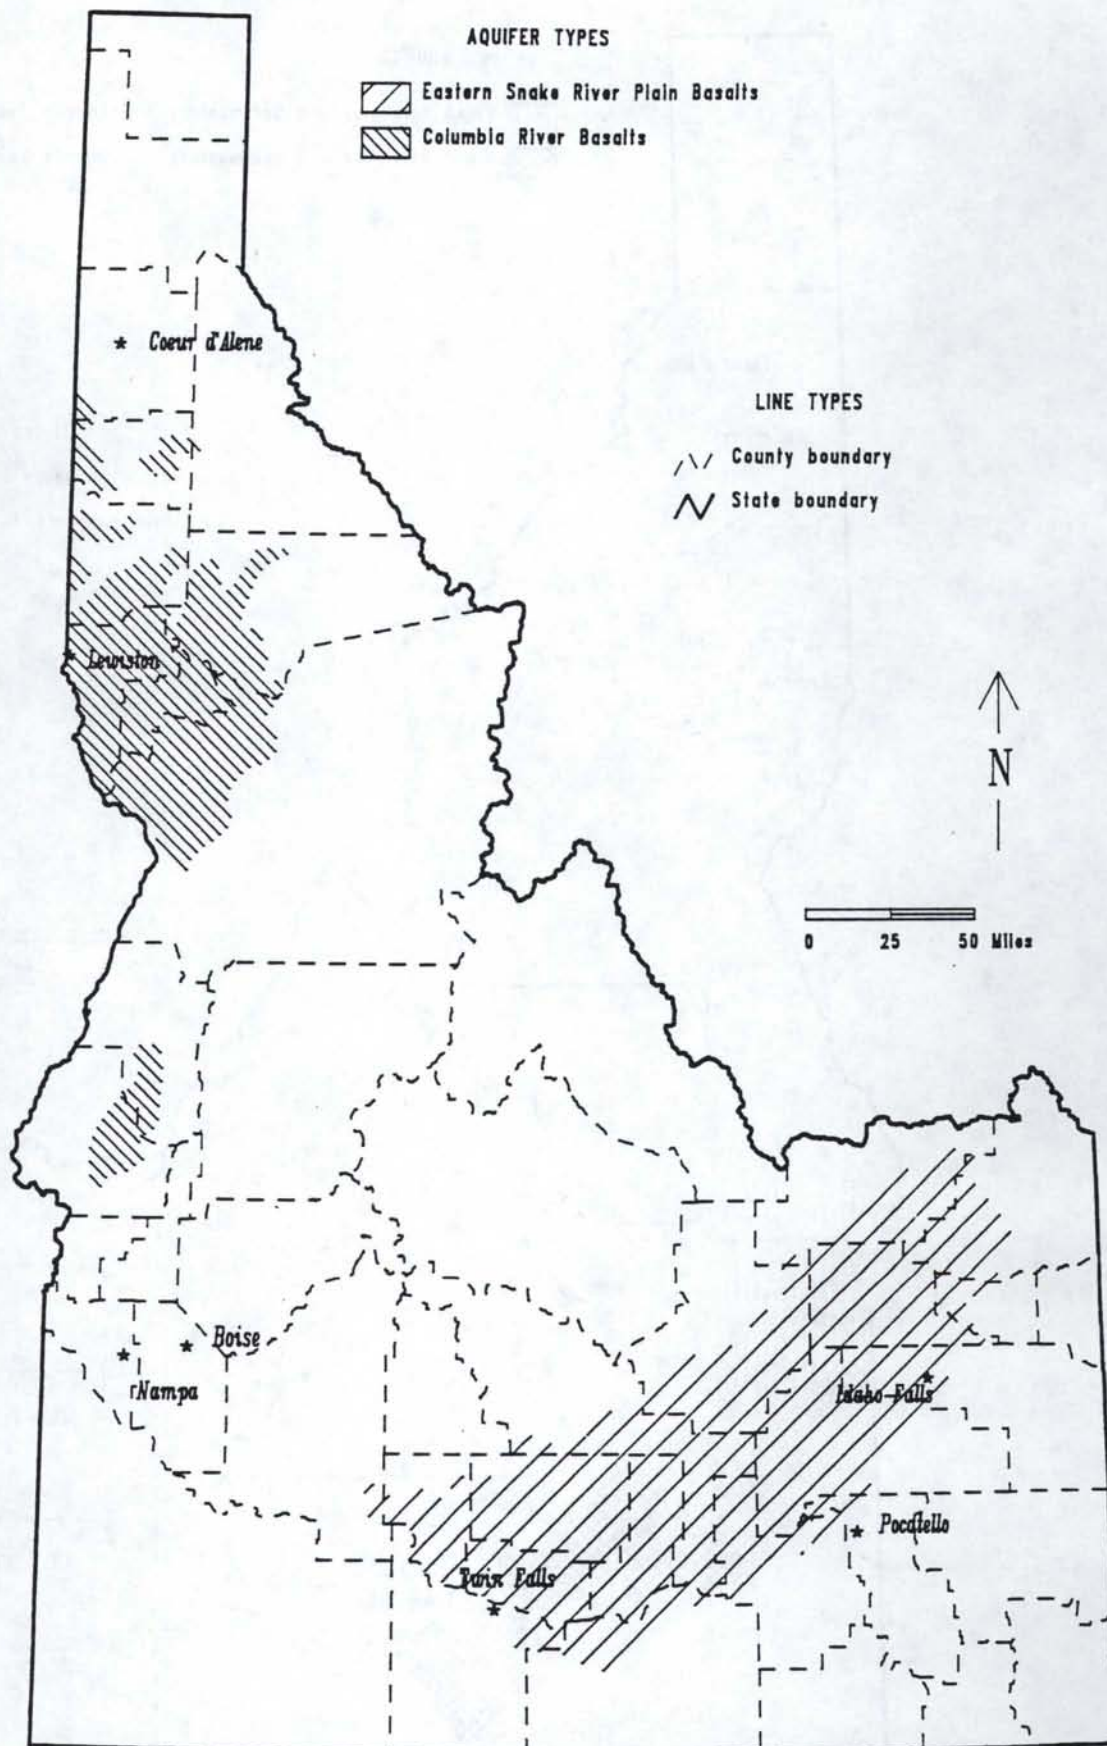 AQUIFER TYPES
Eastern Snake River Plain Basalts
Columbia River Basalts
Coeur d'Alene
LINE TYPES
County boundary
State boundary
Lewiston
N
0 25 50 Miles
Boise
Nampa
Idaho Falls
Pocatello
Twin Falls